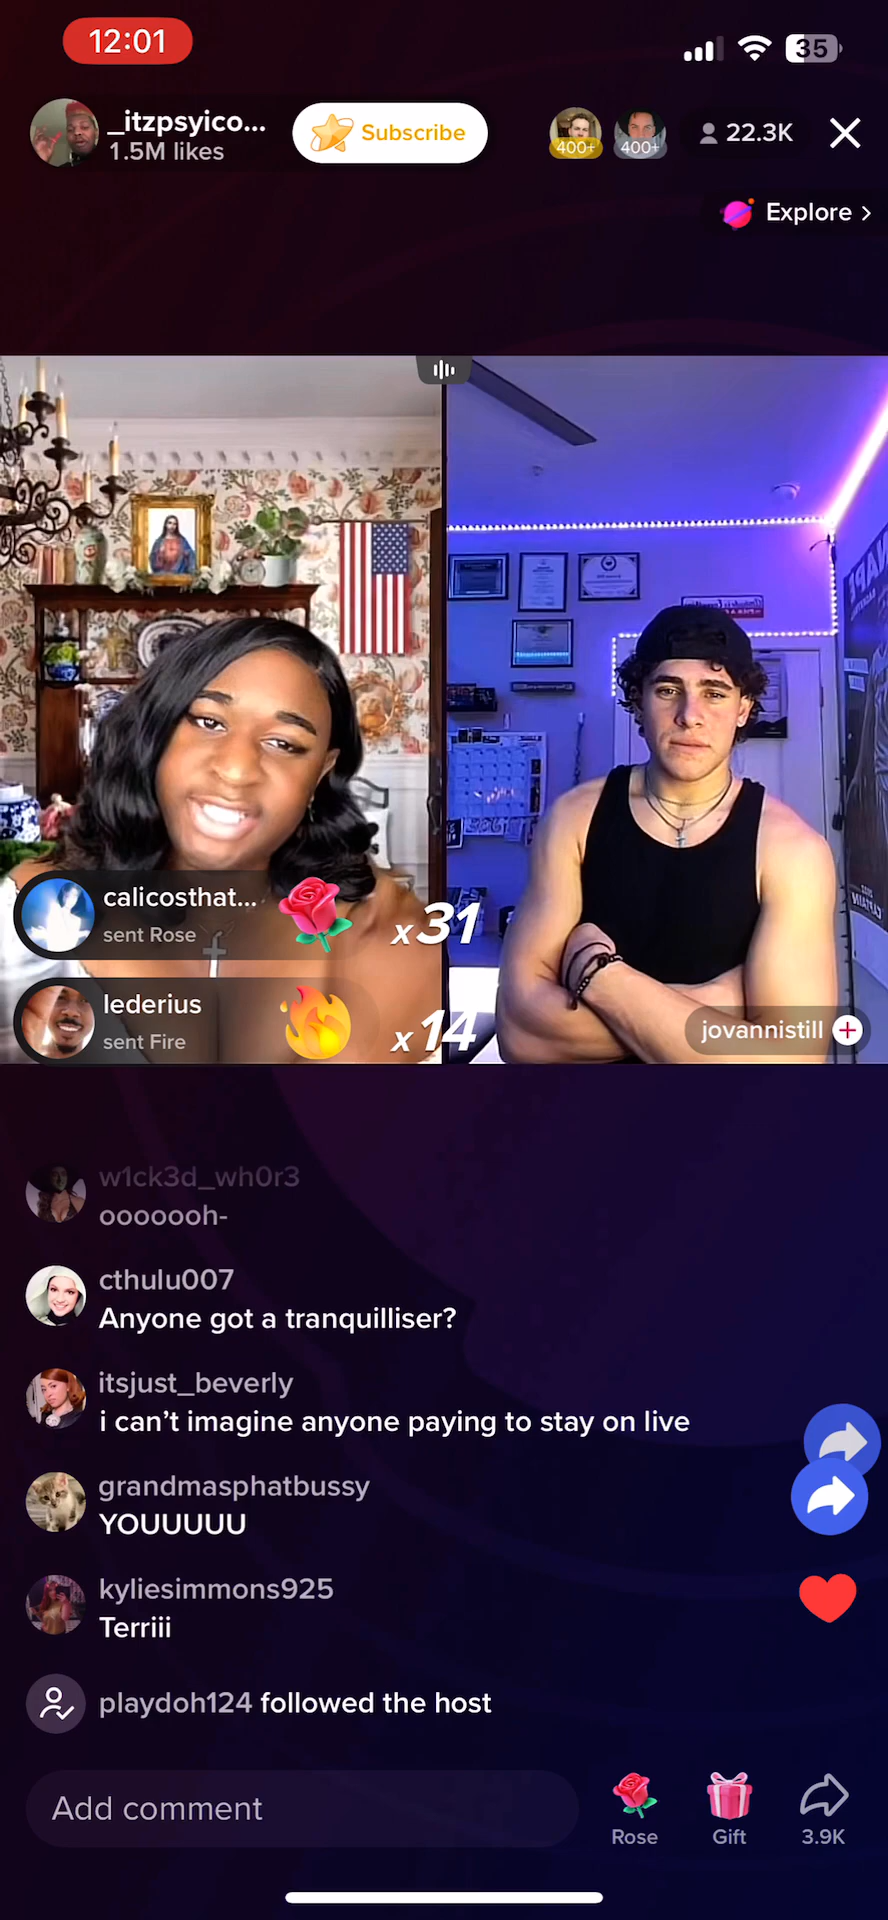 12:01
35
_itzpsyico...
1.5M likes
Subscribe
400+
400+
22.3K
Explore >
calicosthat...
sent Rose
x31
lederius
sent Fire
x14
jovannistill
w1ck3d_wh0r3
ooooooh-
cthulu007
Anyone got a tranquilliser?
itsjust_beverly
i can't imagine anyone paying to stay on live
grandmasphatbussy
YOUUUUU
kyliesimmons925
Terriii
playdoh124 followed the host
Add comment
Rose
Gift
3.9K